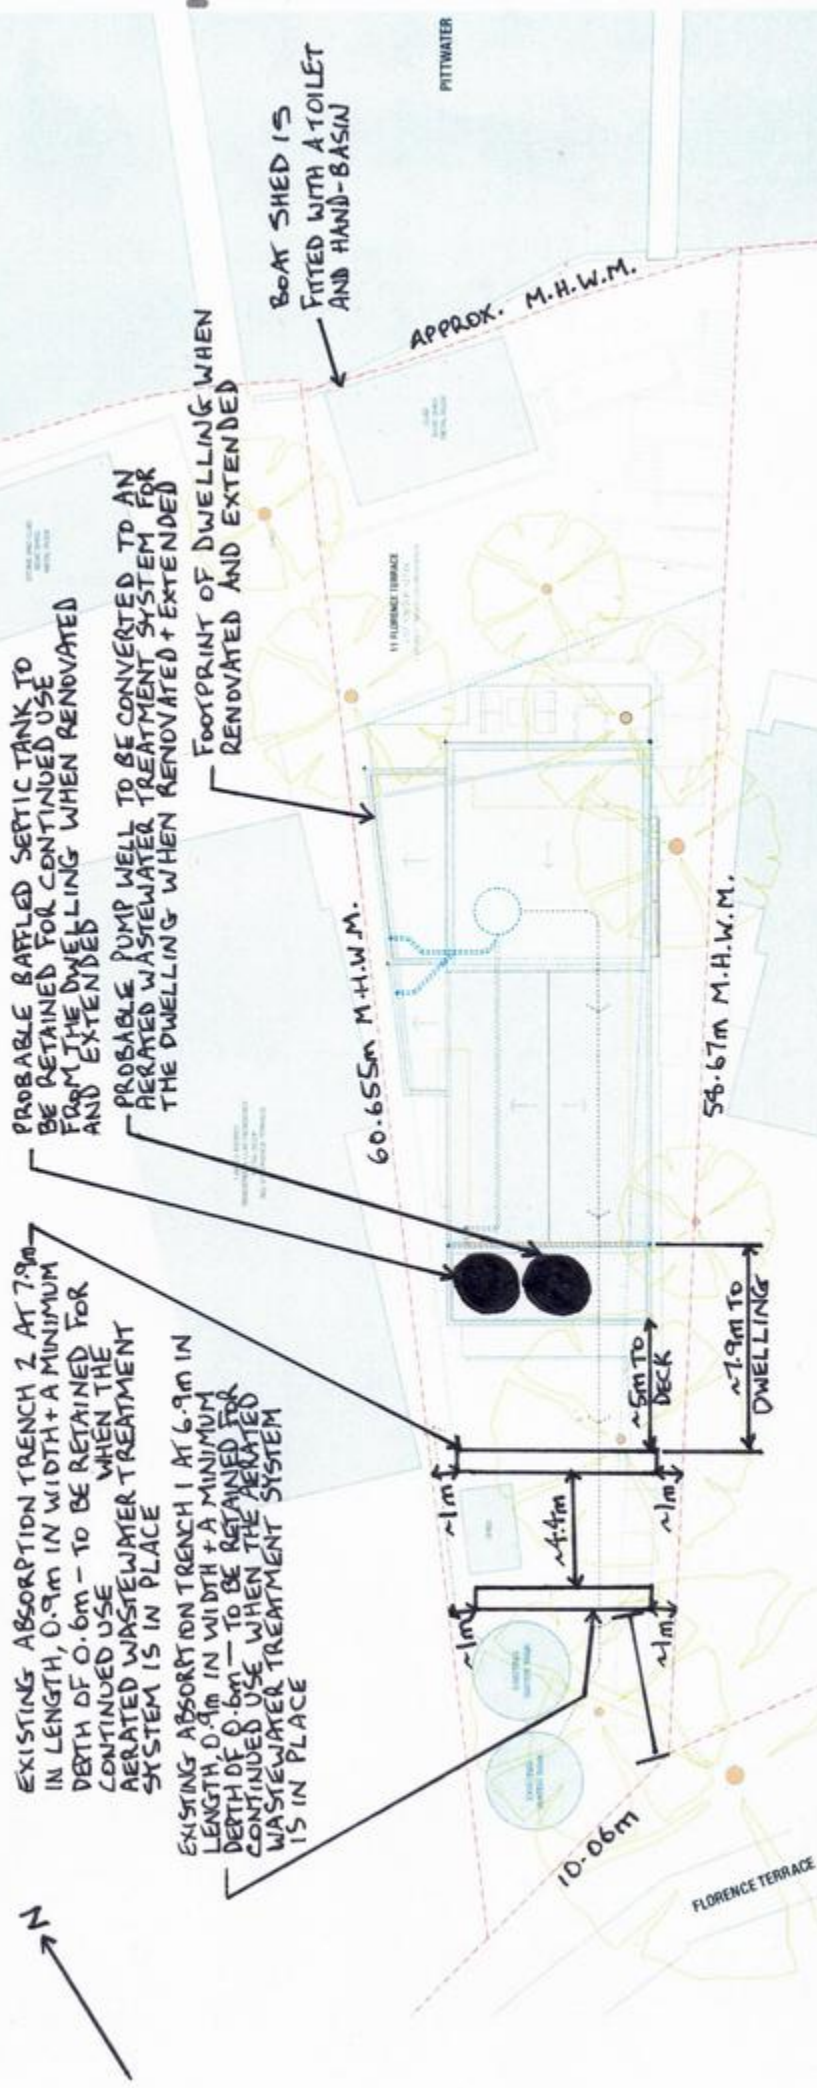 EXISTING ABSORPTION TRENCH 2 AT 7.9m
IN LENGTH, 0.9m IN WIDTH + A MINIMUM
DEPTH OF 0.6m - TO BE RETAINED FOR
CONTINUED USE WHEN THE
AERATED WASTEWATER TREATMENT
SYSTEM IS IN PLACE
EXISTING ABSORPTION TRENCH 1 AT 6.9m IN
LENGTH, 0.9m IN WIDTH + A MINIMUM
DEPTH OF 0.6m - TO BE RETAINED FOR
CONTINUED USE WHEN THE AERATED
WASTEWATER TREATMENT SYSTEM
IS IN PLACE
PROBABLE BAFFLED SEPTIC TANK TO
BE RETAINED FOR CONTINUED USE
FROM THE DWELLING WHEN RENOVATED
AND EXTENDED
PROBABLE PUMP WELL TO BE CONVERTED TO AN
AERATED WASTEWATER TREATMENT SYSTEM FOR
THE DWELLING WHEN RENOVATED + EXTENDED
FOOTPRINT OF DWELLING WHEN
RENOVATED AND EXTENDED
BOAT SHED IS
FITTED WITH A TOILET
AND HAND-BASIN
PITTWATER
APPROX. M.H.W.M.
11 FLORENCE TERRACE
60.655m M.H.W.M.
58.67m M.H.W.M.
~5m TO
DECK
~7.9m TO
DWELLING
~1m
~1m
~4.4m
~1m
~1m
EXISTING
WATER TANK
EXISTING
WATER TANK
10.06m
FLORENCE TERRACE
N